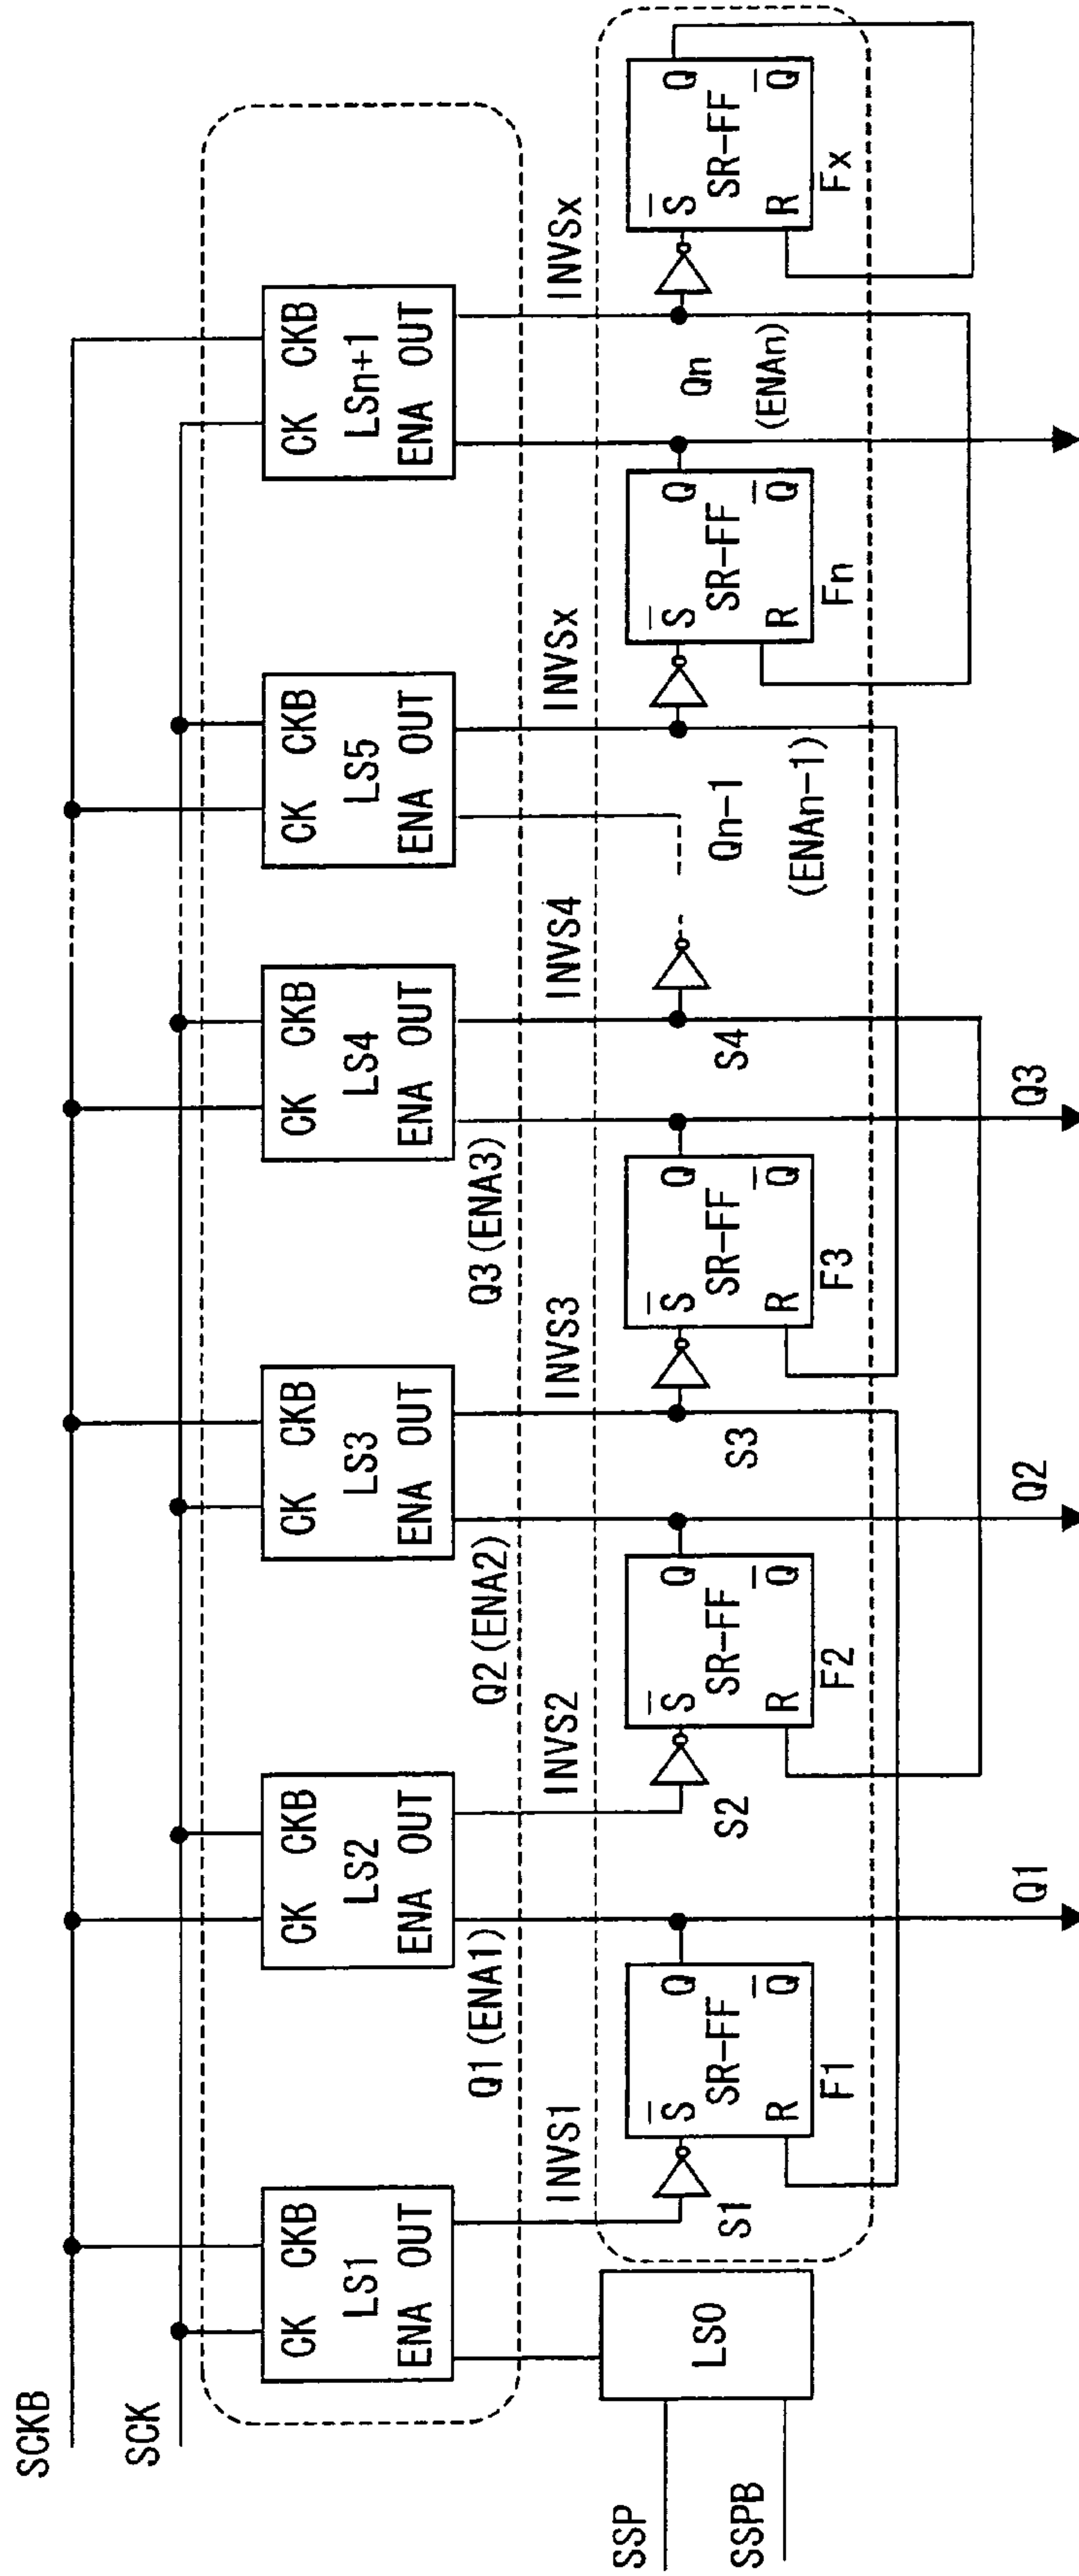 SCKB
SCK
CK CKB
LS1
ENA OUT
CK CKB
LS2
ENA OUT
CK CKB
LS3
ENA OUT
CK CKB
LS4
ENA OUT
CK CKB
LS5
ENA OUT
CK CKB
LSn+1
ENA OUT
Q1(ENA1)
Q2(ENA2)
Q3(ENA3)
INVS1
INVS2
INVS3
INVS4
INVSx
INVSx
SSP
SSPB
LS0
S1
S̅ Q
SR-FF
R Q̅
F1
S2
S̅ Q
SR-FF
R Q̅
F2
S3
S̅ Q
SR-FF
R Q̅
F3
S4
Qn-1
(ENAn-1)
S̅ Q
SR-FF
R Q̅
Fn
Qn
(ENAn)
S̅ Q
SR-FF
R Q̅
Fx
Q1
Q2
Q3